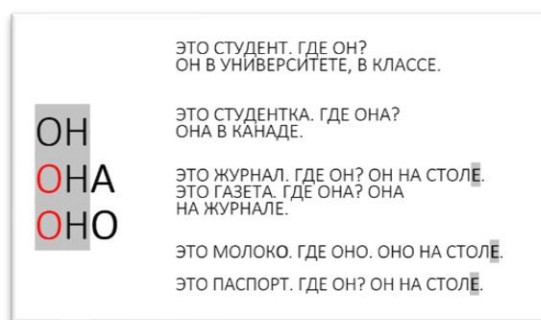 ОН
ОНА
ОНО
ЭТО СТУДЕНТ. ГДЕ ОН?
ОН В УНИВЕРСИТЕТЕ, В КЛАССЕ.
ЭТО СТУДЕНТКА. ГДЕ ОНА?
ОНА В КАНАДЕ.
ЭТО ЖУРНАЛ. ГДЕ ОН? ОН НА СТОЛЕ.
ЭТО ГАЗЕТА. ГДЕ ОНА? ОНА
НА ЖУРНАЛЕ.
ЭТО МОЛОКО. ГДЕ ОНО. ОНО НА СТОЛЕ.
ЭТО ПАСПОРТ. ГДЕ ОН? ОН НА СТОЛЕ.